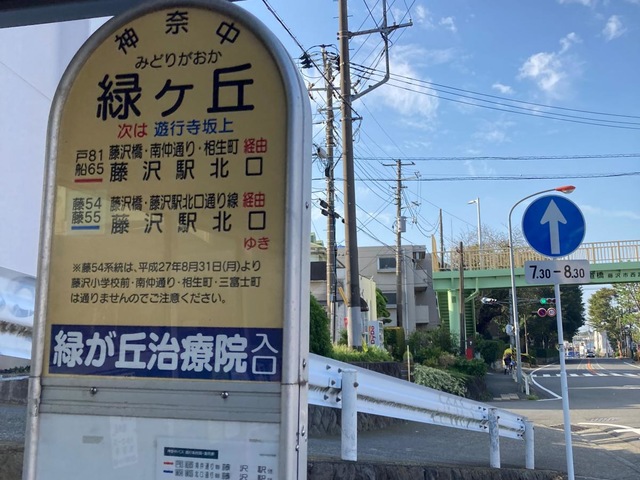 神奈中
みどりがおか
緑ヶ丘
次は 遊行寺坂上
戸81 藤沢橋・南仲通り・相生町 経由
船65 藤沢駅北口
藤54 藤沢橋・藤沢駅北口通り線 経由
藤55 藤沢駅北口
ゆき
※藤54系統は、平成27年8月31日(月)より
藤沢小学校前・南仲通り・相生町・三富士町
は通りませんのでご注意ください。
緑が丘治療院入口
7.30-8.30